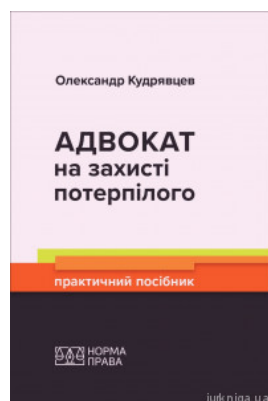 Олександр Кудрявцев
АДВОКАТ
на захисті
потерпілого
практичний посібник
НОРМА
ПРАВА
jurkniga.ua